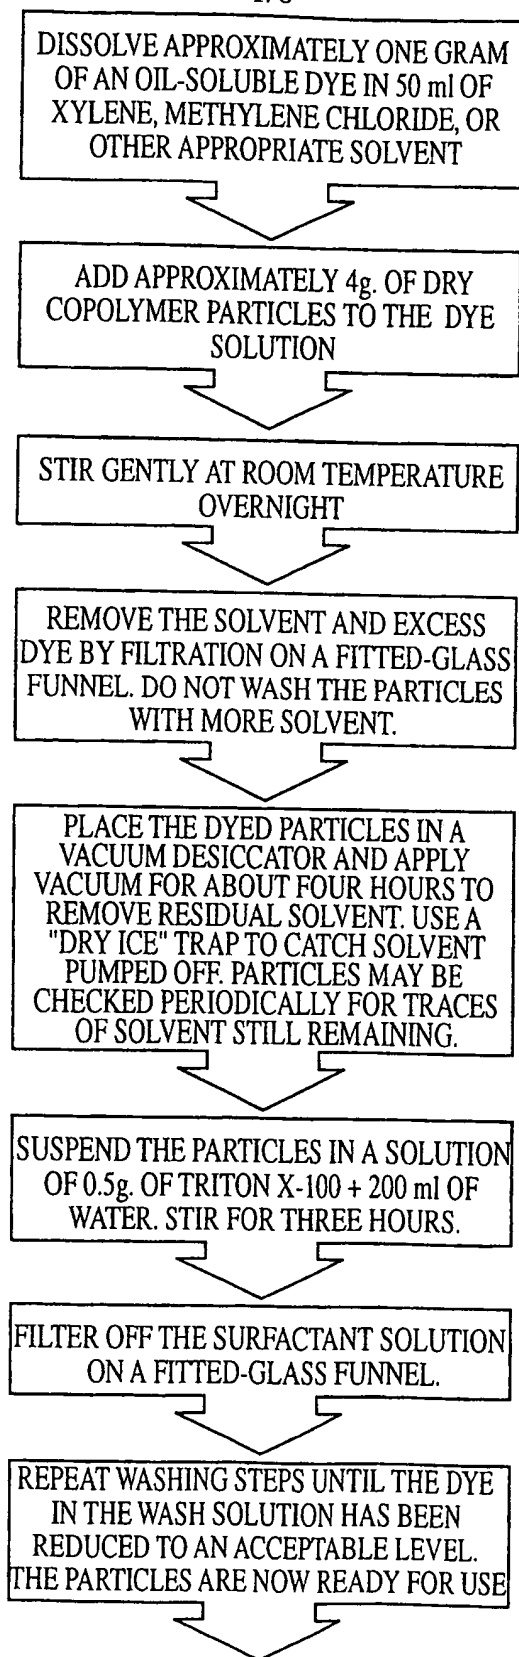 DISSOLVE APPROXIMATELY ONE GRAM
OF AN OIL-SOLUBLE DYE IN 50 ml OF
XYLENE, METHYLENE CHLORIDE, OR
OTHER APPROPRIATE SOLVENT
ADD APPROXIMATELY 4g. OF DRY
COPOLYMER PARTICLES TO THE DYE
SOLUTION
STIR GENTLY AT ROOM TEMPERATURE
OVERNIGHT
REMOVE THE SOLVENT AND EXCESS
DYE BY FILTRATION ON A FITTED-GLASS
FUNNEL. DO NOT WASH THE PARTICLES
WITH MORE SOLVENT.
PLACE THE DYED PARTICLES IN A
VACUUM DESICCATOR AND APPLY
VACUUM FOR ABOUT FOUR HOURS TO
REMOVE RESIDUAL SOLVENT. USE A
"DRY ICE" TRAP TO CATCH SOLVENT
PUMPED OFF. PARTICLES MAY BE
CHECKED PERIODICALLY FOR TRACES
OF SOLVENT STILL REMAINING.
SUSPEND THE PARTICLES IN A SOLUTION
OF 0.5g. OF TRITON X-100 + 200 ml OF
WATER. STIR FOR THREE HOURS.
FILTER OFF THE SURFACTANT SOLUTION
ON A FITTED-GLASS FUNNEL.
REPEAT WASHING STEPS UNTIL THE DYE
IN THE WASH SOLUTION HAS BEEN
REDUCED TO AN ACCEPTABLE LEVEL.
THE PARTICLES ARE NOW READY FOR USE